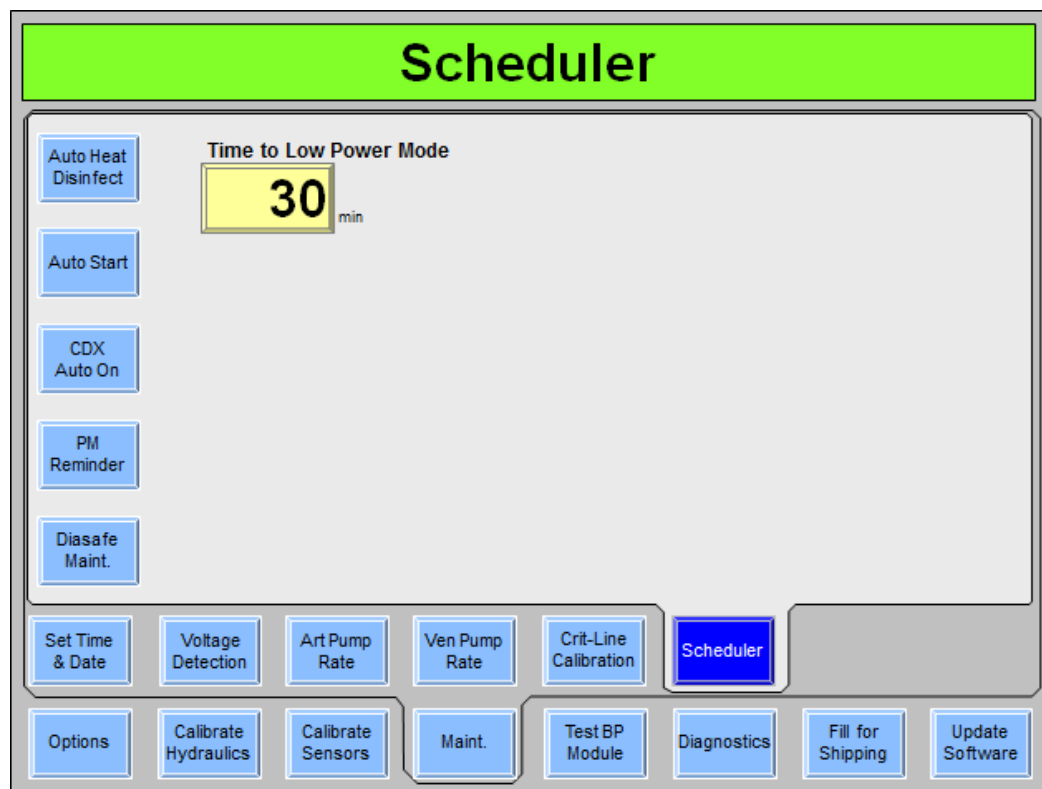 Scheduler
Auto Heat
Disinfect
Time to Low Power Mode
30 min
Auto Start
CDX
Auto On
PM
Reminder
Diasafe
Maint.
Set Time
& Date
Voltage
Detection
Art Pump
Rate
Ven Pump
Rate
Crit-Line
Calibration
Scheduler
Options
Calibrate
Hydraulics
Calibrate
Sensors
Maint.
Test BP
Module
Diagnostics
Fill for
Shipping
Update
Software